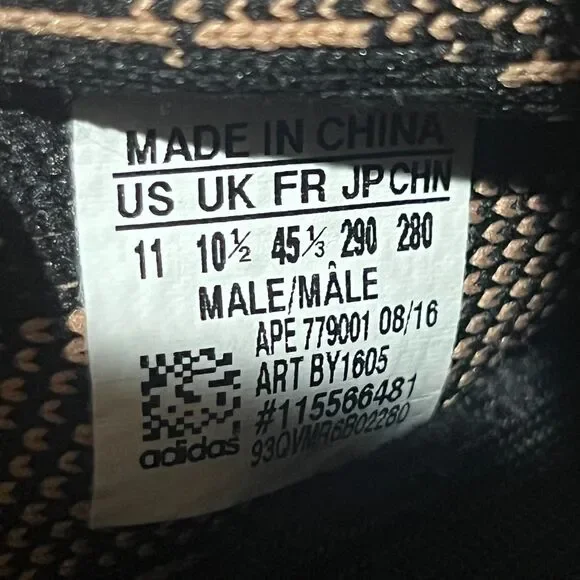 MADE IN CHINA
US UK FR JP CHN
11 10½ 45⅓ 290 280
MALE/MÂLE
APE 779001 08/16
ART BY1605
#115566481
adidas 93QVMR6B02260